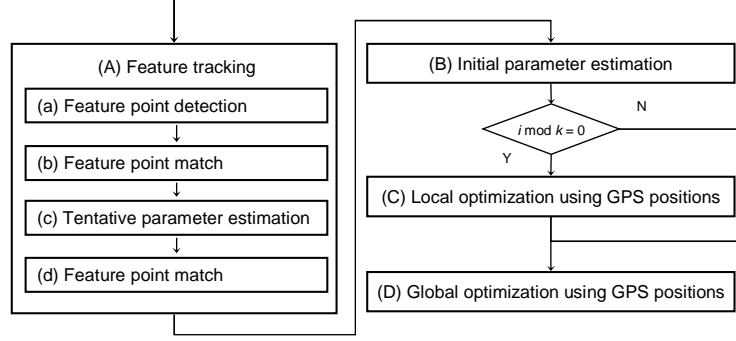 (A) Feature tracking
(a) Feature point detection
(b) Feature point match
(c) Tentative parameter estimation
(d) Feature point match
(B) Initial parameter estimation
i mod k = 0
N
Y
(C) Local optimization using GPS positions
(D) Global optimization using GPS positions